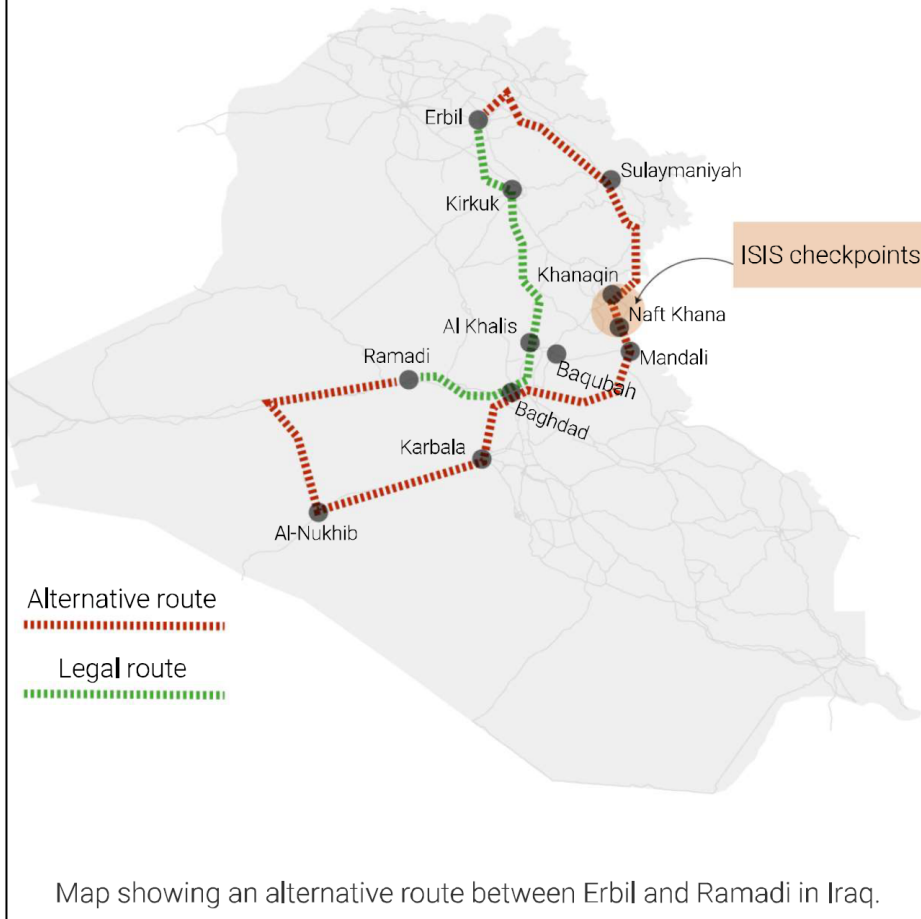 Erbil
Sulaymaniyah
Kirkuk
ISIS checkpoints
Khanaqin
Naft Khana
Al Khalis
Ramadi
Mandali
Baqubah
Baghdad
Karbala
Al-Nukhib
Alternative route
Legal route
Map showing an alternative route between Erbil and Ramadi in Iraq.